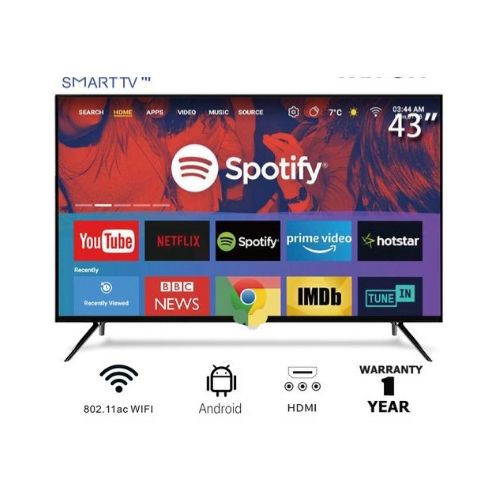 SMART TV
SEARCH HOME APPS VIDEO MUSIC SOURCE 7°C 03:44 AM
43”
Spotify®
YouTube NETFLIX Spotify prime video hotstar
Recently
Recently Viewed BBC NEWS IMDb TUNE IN
802.11ac WIFI Android HDMI WARRANTY 1 YEAR